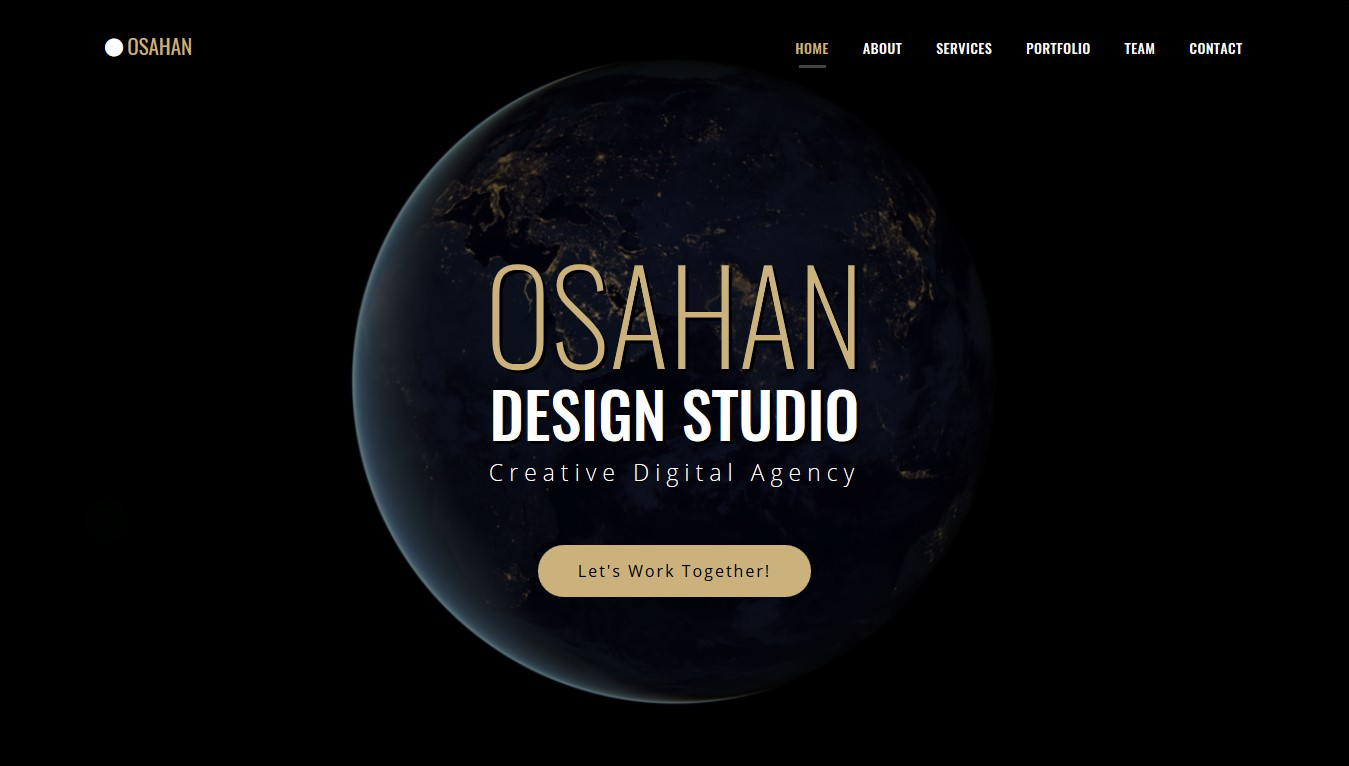 OSAHAN
HOME ABOUT SERVICES PORTFOLIO TEAM CONTACT
OSAHAN
DESIGN STUDIO
Creative Digital Agency
Let's Work Together!